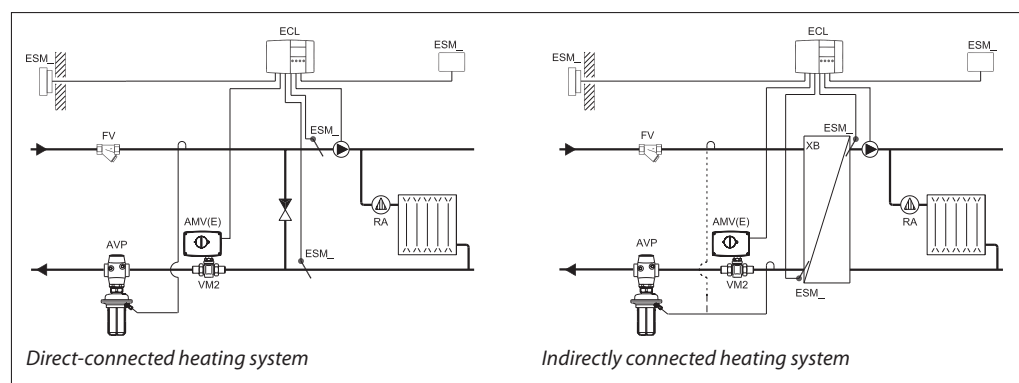 ECL
ESM_
ESM_
FV
ESM_
RA
AMV(E)
AVP
ESM_
VM2
Direct-connected heating system
ECL
ESM_
ESM_
FV
ESM_
XB
RA
AMV(E)
AVP
VM2
ESM_
Indirectly connected heating system